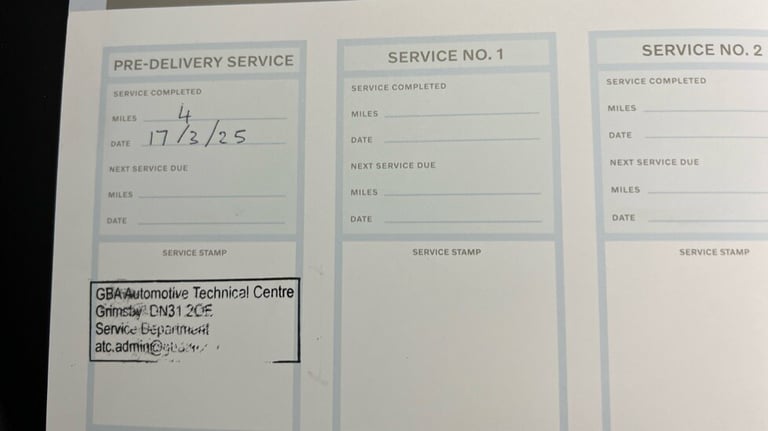 PRE-DELIVERY SERVICE
SERVICE COMPLETED
MILES 4
DATE 17/3/25
NEXT SERVICE DUE
MILES
DATE
SERVICE STAMP
GBA Automotive Technical Centre
Grimsby DN31
Service Department
SERVICE NO. 1
SERVICE COMPLETED
MILES
DATE
NEXT SERVICE DUE
MILES
DATE
SERVICE STAMP
SERVICE NO. 2
SERVICE COMPLETED
MILES
DATE
NEXT SERVICE DUE
MILES
DATE
SERVICE STAMP